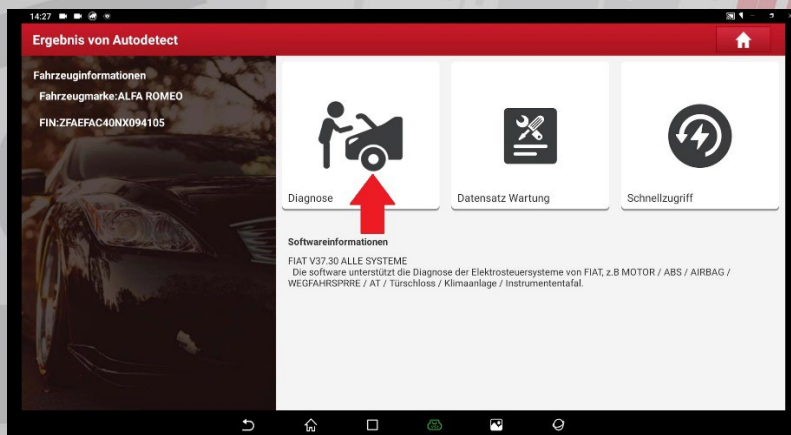 14:27
Ergebnis von Autodetect
Fahrzeuginformationen
Fahrzeugmarke:ALFA ROMEO
FIN:ZFAEFAC40NX094105
Diagnose
Datensatz Wartung
Schnellzugriff
Softwareinformationen
FIAT V37.30 ALLE SYSTEME
Die software unterstützt die Diagnose der Elektrosteuersysteme von FIAT, z.B MOTOR / ABS / AIRBAG /
WEGFAHRSPRRE / AT / Türschloss / Klimaanlage / Instrumententafal.